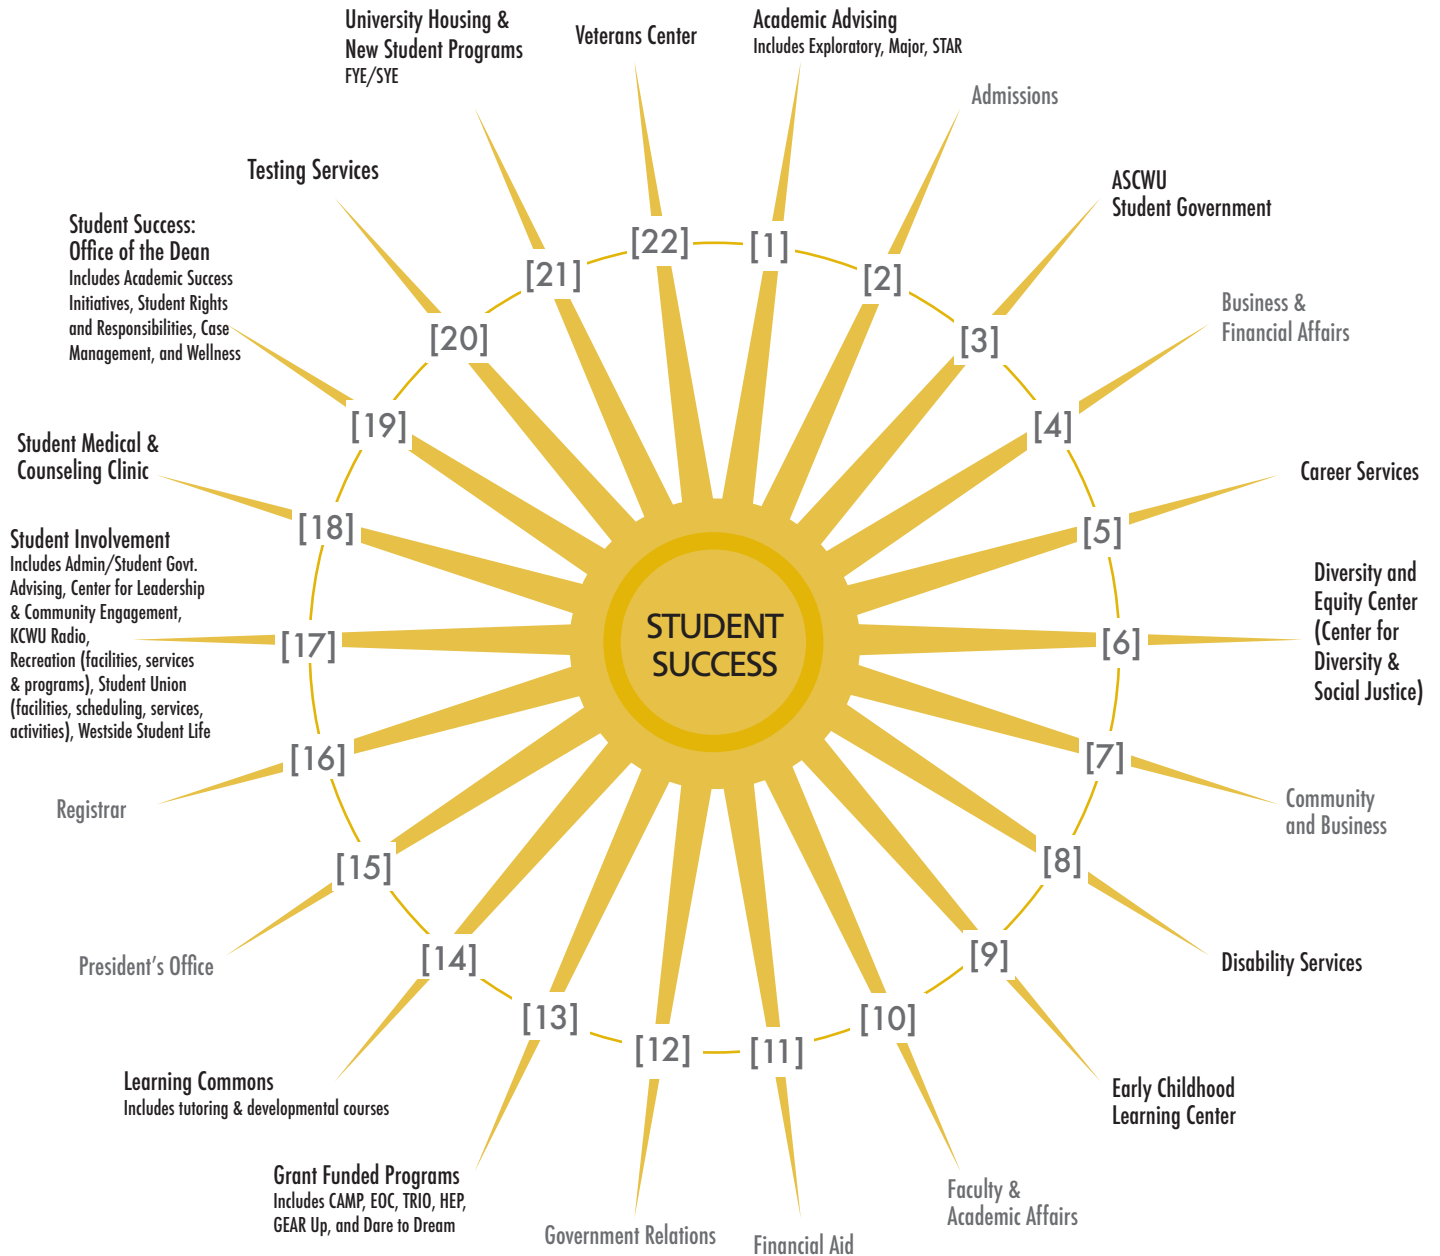 University Housing &
New Student Programs
FYE/SYE
Veterans Center
Academic Advising
Includes Exploratory, Major, STAR
Admissions
ASCWU
Student Government
Business &
Financial Affairs
Career Services
Diversity and
Equity Center
(Center for
Diversity &
Social Justice)
Community
and Business
Disability Services
Early Childhood
Learning Center
Faculty &
Academic Affairs
Financial Aid
Government Relations
Grant Funded Programs
Includes CAMP, EOC, TRIO, HEP,
GEAR Up, and Dare to Dream
Learning Commons
Includes tutoring & developmental courses
President's Office
Registrar
Student Involvement
Includes Admin/Student Govt.
Advising, Center for Leadership
& Community Engagement,
KCWU Radio,
Recreation (facilities, services
& programs), Student Union
(facilities, scheduling, services,
activities), Westside Student Life
Student Medical &
Counseling Clinic
Student Success:
Office of the Dean
Includes Academic Success
Initiatives, Student Rights
and Responsibilities, Case
Management, and Wellness
Testing Services
[1]
[2]
[3]
[4]
[5]
[6]
[7]
[8]
[9]
[10]
[11]
[12]
[13]
[14]
[15]
[16]
[17]
[18]
[19]
[20]
[21]
[22]
STUDENT
SUCCESS